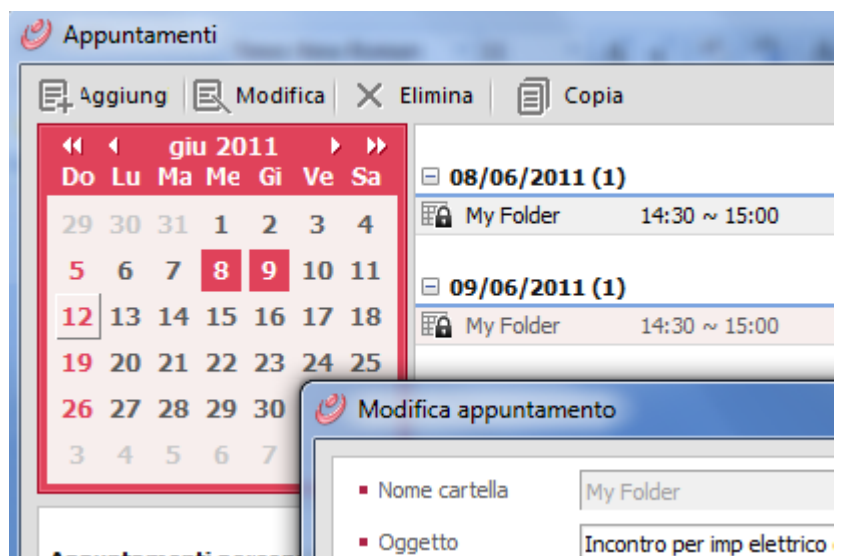 Appuntamenti
Aggiung Modifica Elimina Copia
giu 2011
Do Lu Ma Me Gi Ve Sa
29 30 31 1 2 3 4
5 6 7 8 9 10 11
12 13 14 15 16 17 18
19 20 21 22 23 24 25
26 27 28 29 30
3 4 5 6 7
08/06/2011 (1)
My Folder 14:30 ~ 15:00
09/06/2011 (1)
My Folder 14:30 ~ 15:00
Modifica appuntamento
Nome cartella My Folder
Oggetto Incontro per imp elettrico